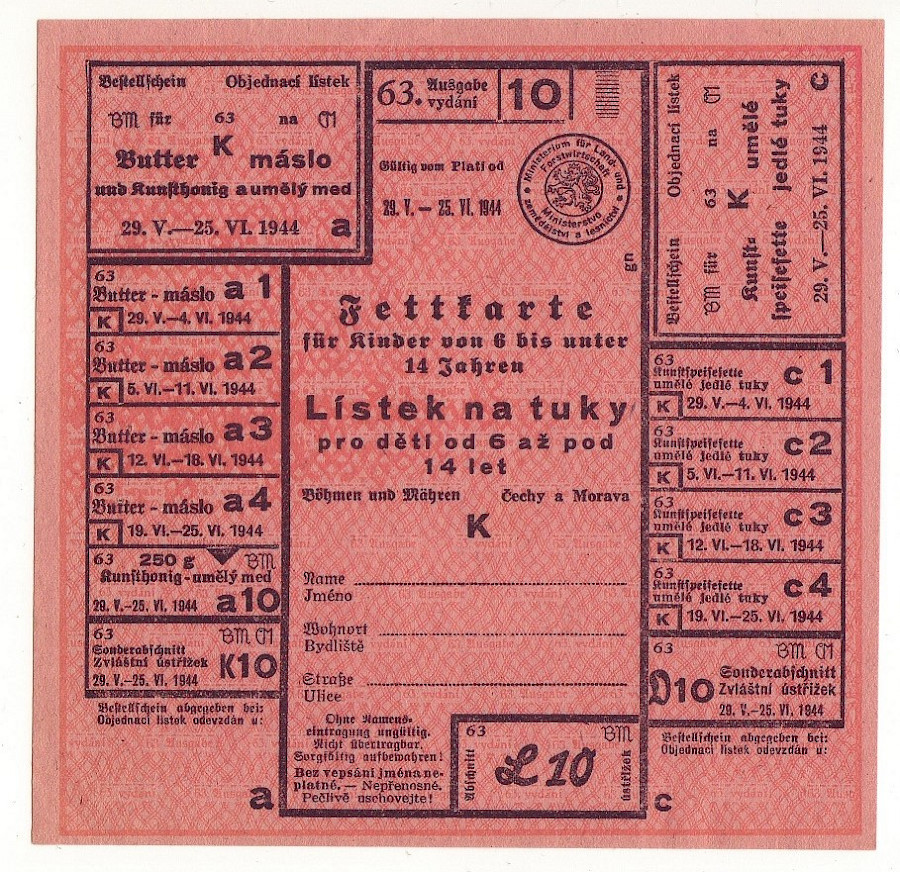 Bestellschein Objednací lístek
BM für 63 na ČM
Butter K máslo
und Kunsthonig a umělý med
29. V.—25. VI. 1944 a
63
Butter - máslo a 1
K 29. V.—4. VI. 1944
63
Butter - máslo a 2
K 5. VI.—11. VI. 1944
63
Butter - máslo a 3
K 12. VI.—18. VI. 1944
63
Butter - máslo a 4
K 19. VI.—25. VI. 1944
63 250 g BM
Kunsthonig - umělý med
29. V.—25. VI. 1944 a10
63 BM ČM
Sonderabschnitt
Zvláštní ústřižek K10
29. V.—25. VI. 1944
Bestellschein abgegeben bei:
Objednací lístek odevzdán u:
a
63. Ausgabe vydání 10
Gültig vom Platí od
29. V. — 25. VI. 1944
Ministerium für Land- und Forstwirtschaft
Ministerstvo zemědělství a lesnictví
gn
Fettkarte
für Kinder von 6 bis unter
14 Jahren
Lístek na tuky
pro děti od 6 až pod
14 let
Böhmen und Mähren Čechy a Morava
K
Name
Jméno
Wohnort
Bydliště
Straße
Ulice
Ohne Namens-
eintragung ungültig.
Nicht übertragbar.
Sorgfältig aufbewahren!
Bez vepsání jména ne-
platné. — Nepřenosné.
Pečlivě uschovejte!
63 BM
Abschnitt L 10 ústřižek
Bestellschein Objednací lístek
BM für 63 na ČM
Kunst- K umělé
speisefette jedlé tuky
29. V.—25. VI. 1944 c
63
Kunstspeisefette
umělé jedlé tuky c 1
K 29. V.—4. VI. 1944
63
Kunstspeisefette
umělé jedlé tuky c 2
K 5. VI.—11. VI. 1944
63
Kunstspeisefette
umělé jedlé tuky c 3
K 12. VI.—18. VI. 1944
63
Kunstspeisefette
umělé jedlé tuky c 4
K 19. VI.—25. VI. 1944
63 BM ČM
D10 Sonderabschnitt
Zvláštní ústřižek
29. V.—25. VI. 1944
Bestellschein abgegeben bei:
Objednací lístek odevzdán u:
c